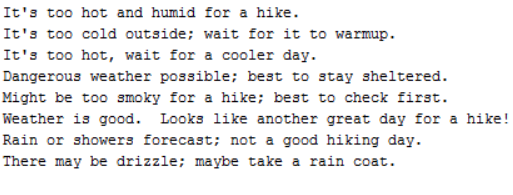 It's too hot and humid for a hike.
It's too cold outside; wait for it to warmup.
It's too hot, wait for a cooler day.
Dangerous weather possible; best to stay sheltered.
Might be too smoky for a hike; best to check first.
Weather is good.  Looks like another great day for a hike!
Rain or showers forecast; not a good hiking day.
There may be drizzle; maybe take a rain coat.